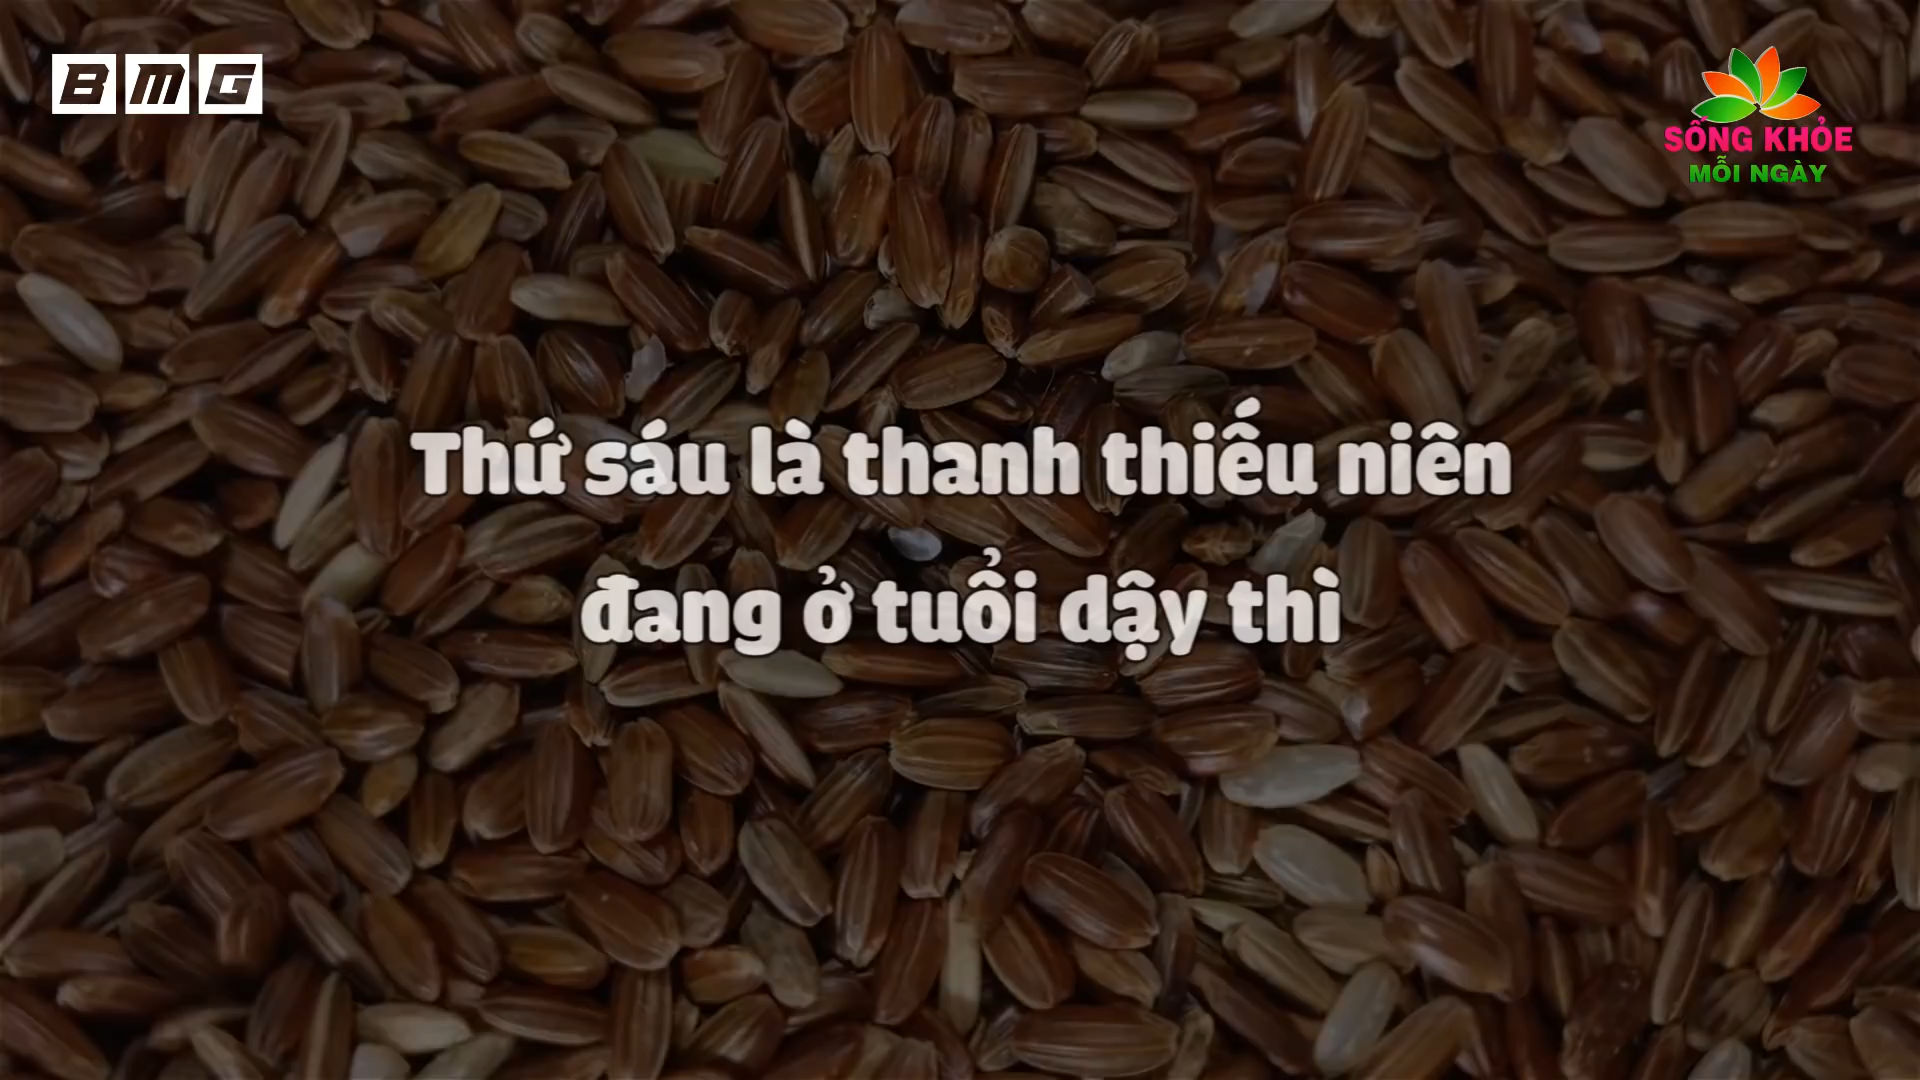 BMG
SỐNG KHỎE
MỖI NGÀY
Thứ sáu là thanh thiếu niên
đang ở tuổi dậy thì